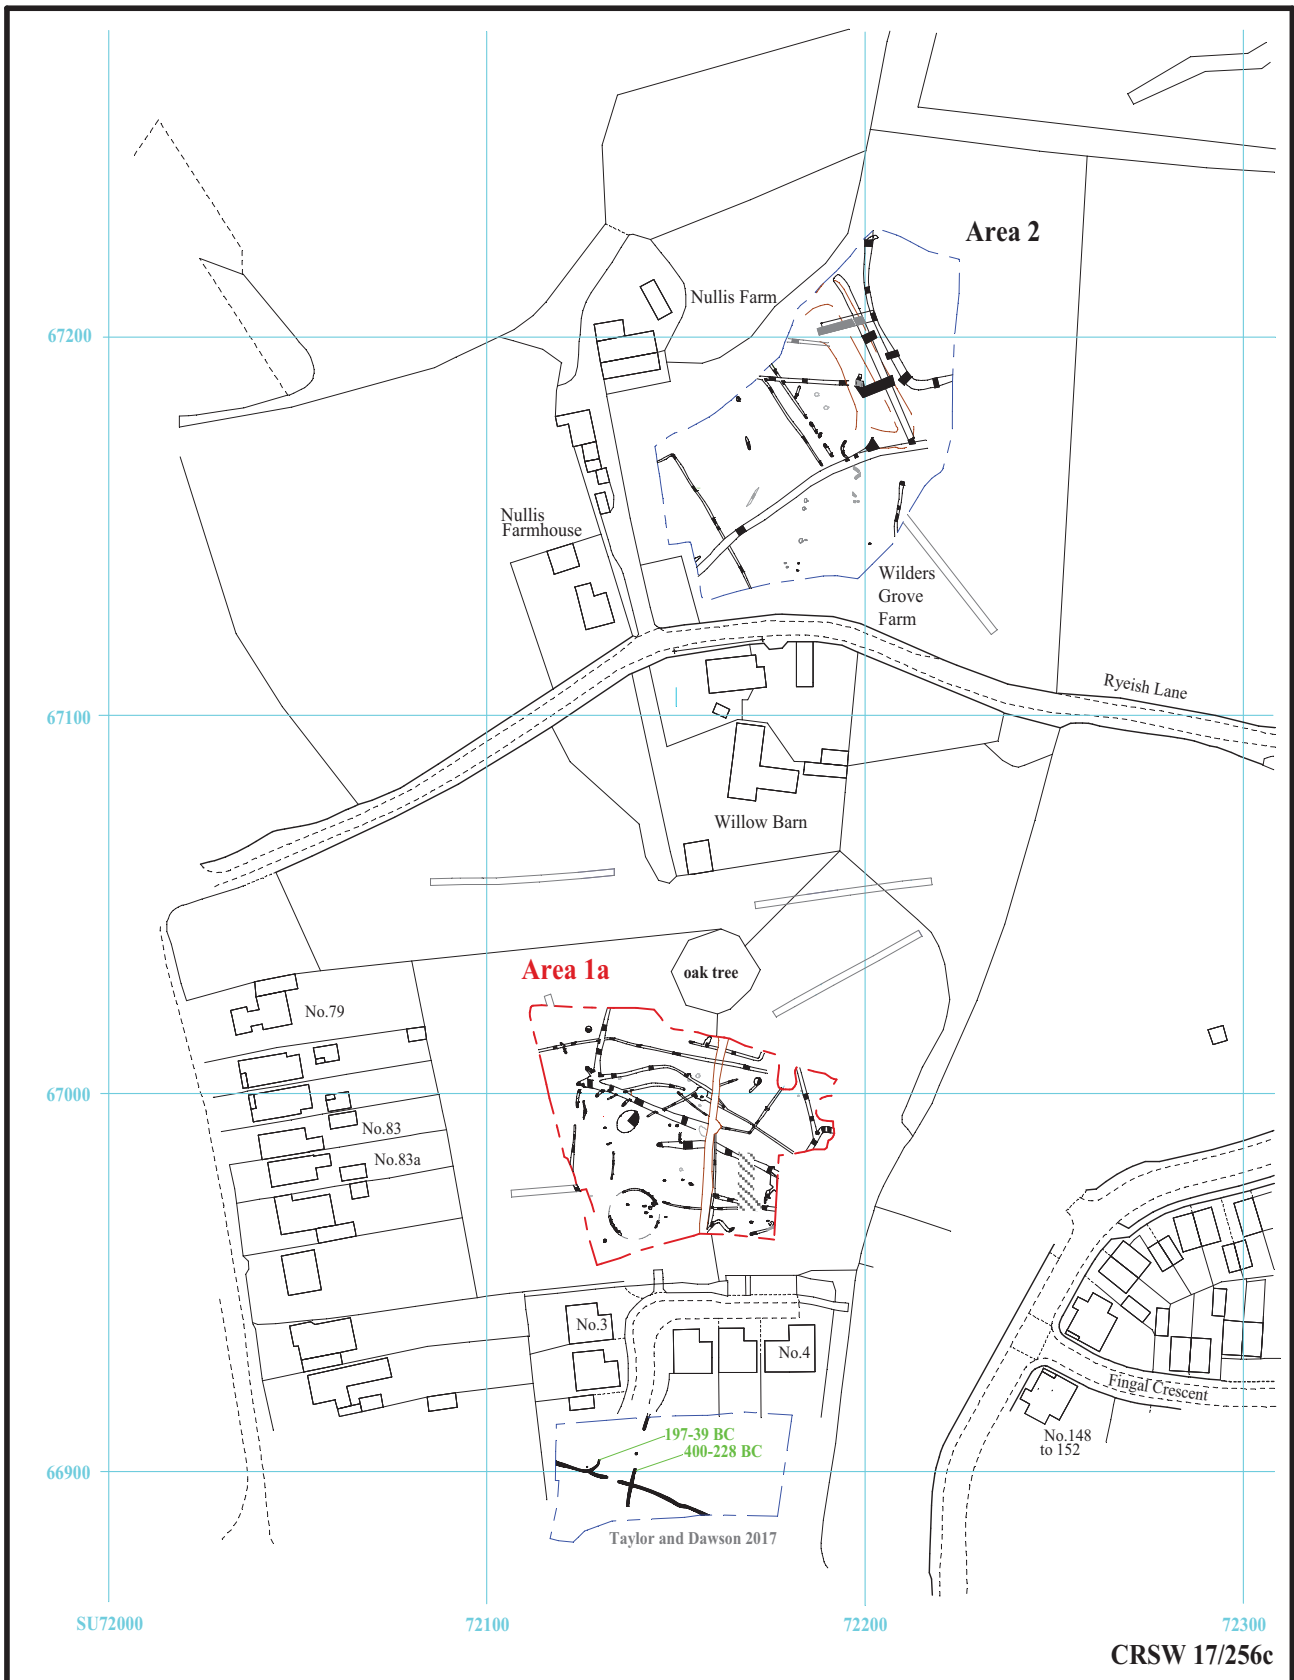 Area 2
Nullis Farm
67200
Nullis
Farmhouse
Wilders
Grove
Farm
Ryeish Lane
67100
Willow Barn
Area 1a
oak tree
No.79
67000
No.83
No.83a
No.3
No.4
Fingal Crescent
197-39 BC
No.148
to 152
400-228 BC
66900
Taylor and Dawson 2017
SU72000
72100
72200
72300
CRSW 17/256c